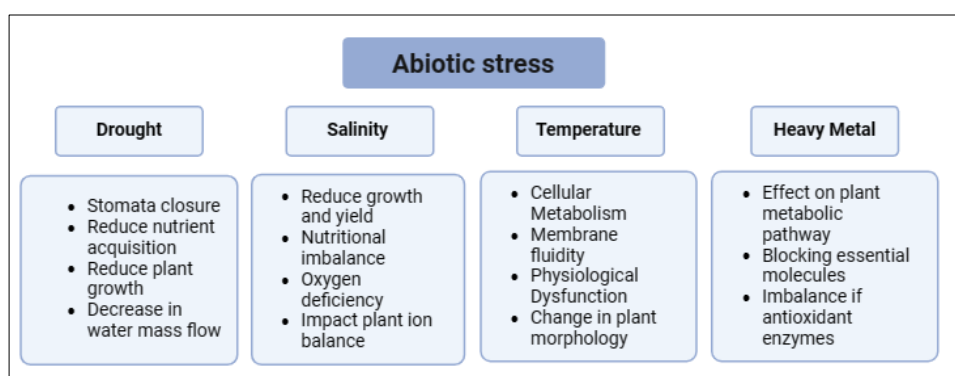 Abiotic stress
Drought
Salinity
Temperature
Heavy Metal
• Stomata closure
• Reduce nutrient
acquisition
• Reduce plant
growth
• Decrease in
water mass flow
• Reduce growth
and yield
• Nutritional
imbalance
• Oxygen
deficiency
• Impact plant ion
balance
• Cellular
Metabolism
• Membrane
fluidity
• Physiological
Dysfunction
• Change in plant
morphology
• Effect on plant
metabolic
pathway
• Blocking essential
molecules
• Imbalance if
antioxidant
enzymes